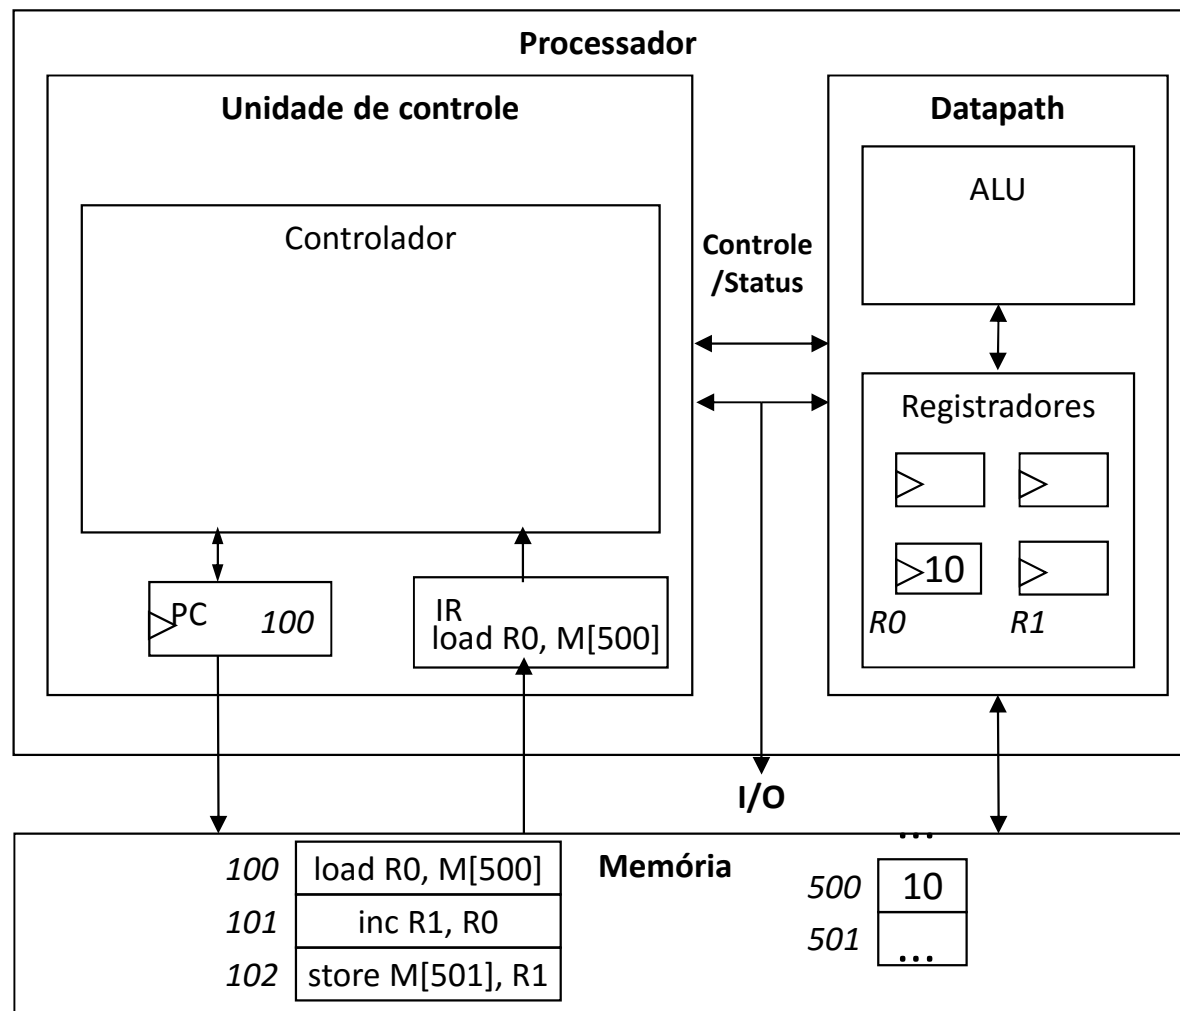 Processador
Unidade de controle
Datapath
ALU
Controlador
Controle
/Status
Registradores
10
R0
R1
PC
100
IR
load R0, M[500]
I/O
Memória
100
load R0, M[500]
101
inc R1, R0
102
store M[501], R1
...
500
10
501
...